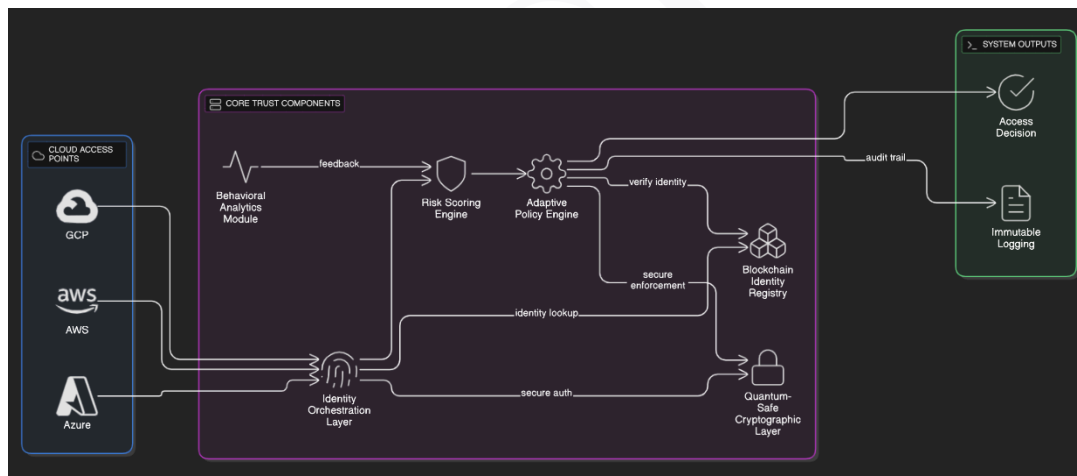 CLOUD ACCESS
POINTS
GCP
aws
AWS
Azure
CORE TRUST COMPONENTS
Behavioral
Analytics
Module
feedback
Risk Scoring
Engine
Adaptive
Policy Engine
verify identity
Blockchain
Identity
Registry
secure
enforcement
identity lookup
Identity
Orchestration
Layer
secure auth
Quantum-
Safe
Cryptographic
Layer
>_ SYSTEM OUTPUTS
Access
Decision
audit trail
Immutable
Logging